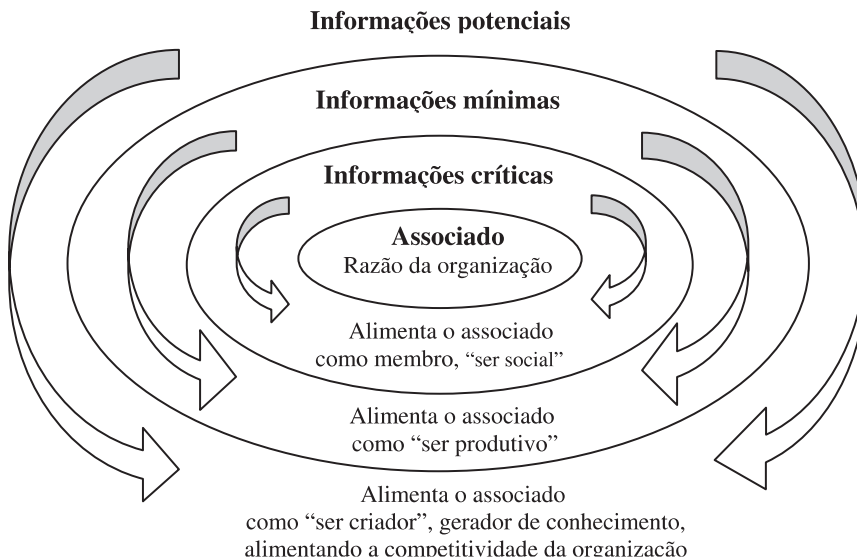 Informações potenciais
Informações mínimas
Informações críticas
Associado
Razão da organização
Alimenta o associado
como membro, “ser social”
Alimenta o associado
como “ser produtivo”
Alimenta o associado
como “ser criador”, gerador de conhecimento,
alimentando a competitividade da organização